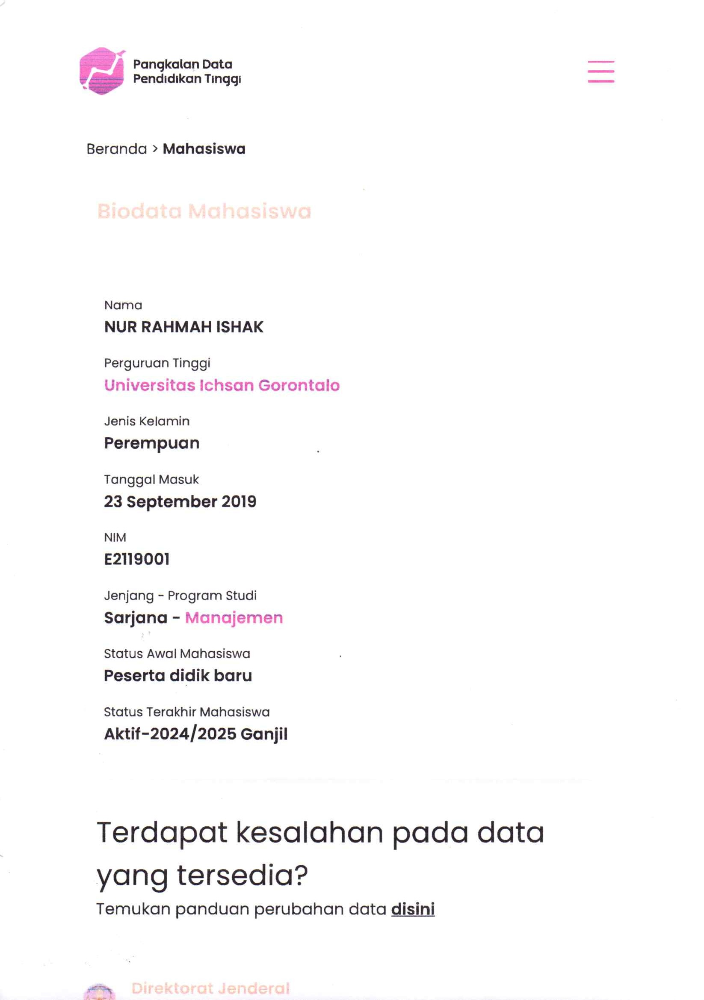 Pangkalan Data
Pendidikan Tinggi
Beranda > Mahasiswa
Biodata Mahasiswa
Nama
NUR RAHMAH ISHAK
Perguruan Tinggi
Universitas Ichsan Gorontalo
Jenis Kelamin
Perempuan
Tanggal Masuk
23 September 2019
NIM
E2119001
Jenjang - Program Studi
Sarjana - Manajemen
Status Awal Mahasiswa
Peserta didik baru
Status Terakhir Mahasiswa
Aktif-2024/2025 Ganjil
Terdapat kesalahan pada data
yang tersedia?
Temukan panduan perubahan data disini
Direktorat Jenderal